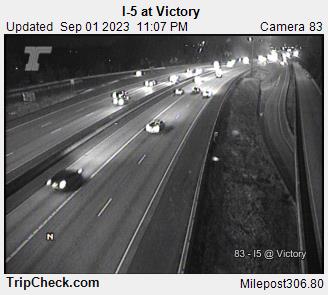 I-5 at Victory
Updated Sep 01 2023 11:07 PM Camera 83
T
N
83 - I5 @ Victory
TripCheck.com Milepost306.80